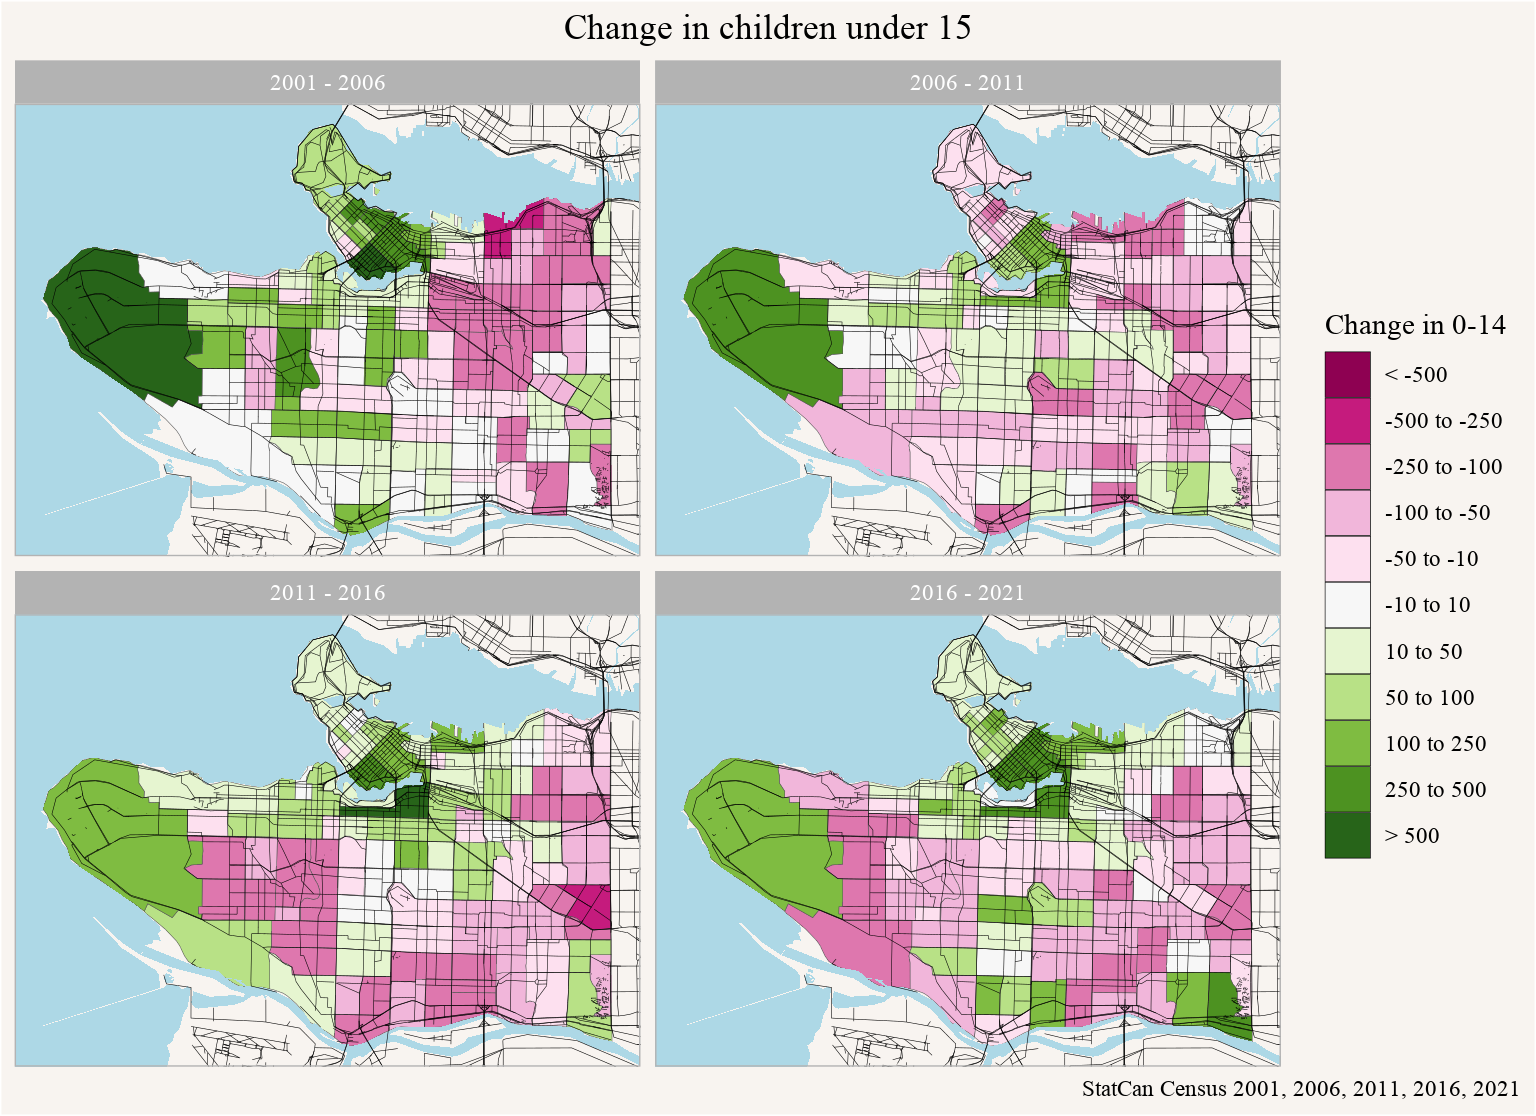 Change in children under 15
2001 - 2006
2006 - 2011
2011 - 2016
2016 - 2021
Change in 0-14
< -500
-500 to -250
-250 to -100
-100 to -50
-50 to -10
-10 to 10
10 to 50
50 to 100
100 to 250
250 to 500
> 500
StatCan Census 2001, 2006, 2011, 2016, 2021